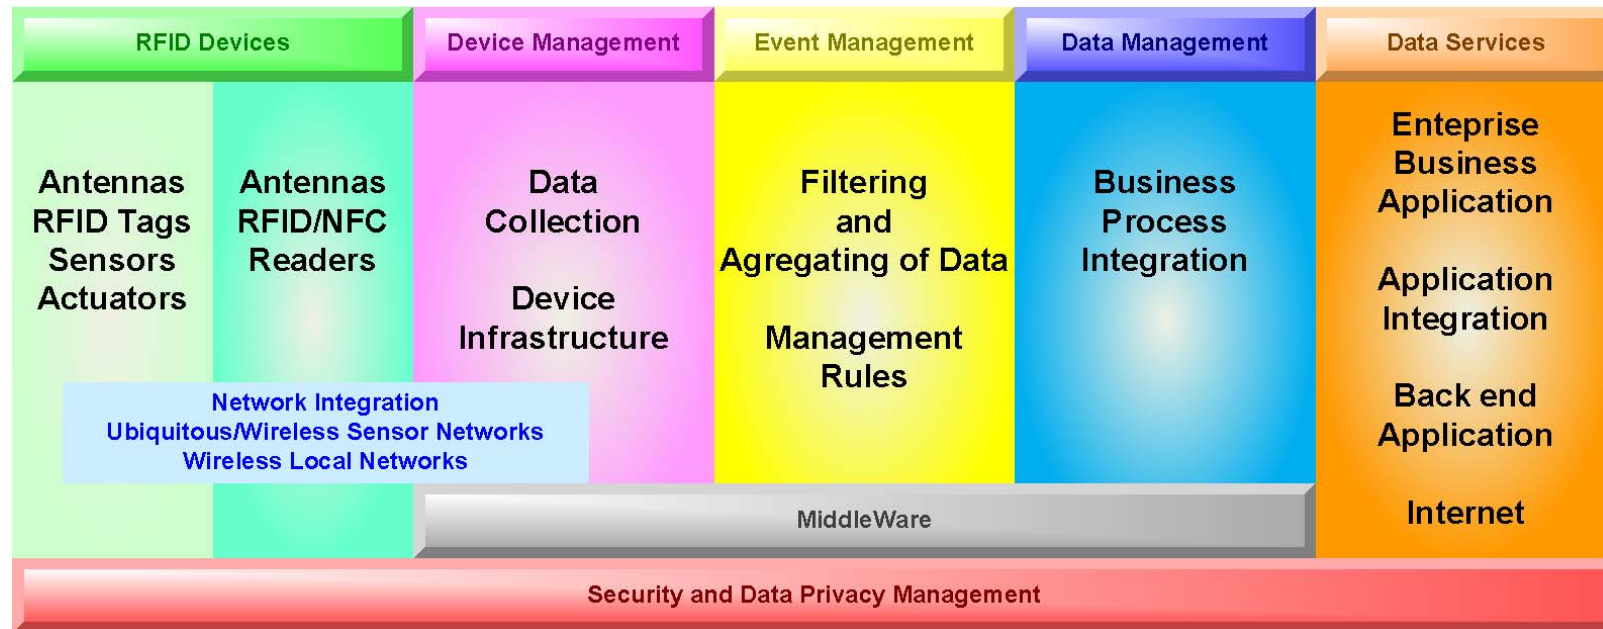 RFID Devices
Device Management
Event Management
Data Management
Data Services
Antennas
RFID Tags
Sensors
Actuators
Antennas
RFID/NFC
Readers
Data
Collection
Device
Infrastructure
Filtering
and
Agregating of Data
Management
Rules
Business
Process
Integration
Enteprise
Business
Application
Application
Integration
Back end
Application
Internet
Network Integration
Ubiquitous/Wireless Sensor Networks
Wireless Local Networks
MiddleWare
Security and Data Privacy Management